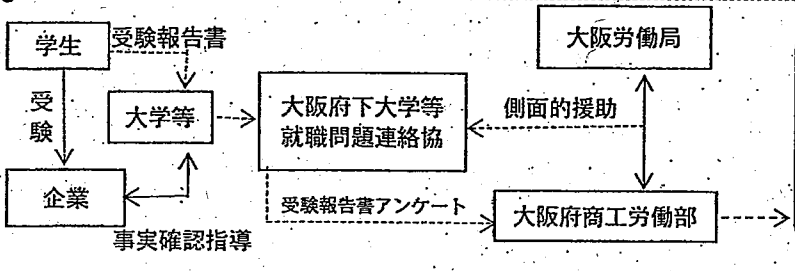 学生
受験報告書
大阪労働局
受験
大学等
大阪府下大学等
就職問題連絡協
側面的援助
企業
受験報告書アンケート
大阪府商工労働部
事実確認指導